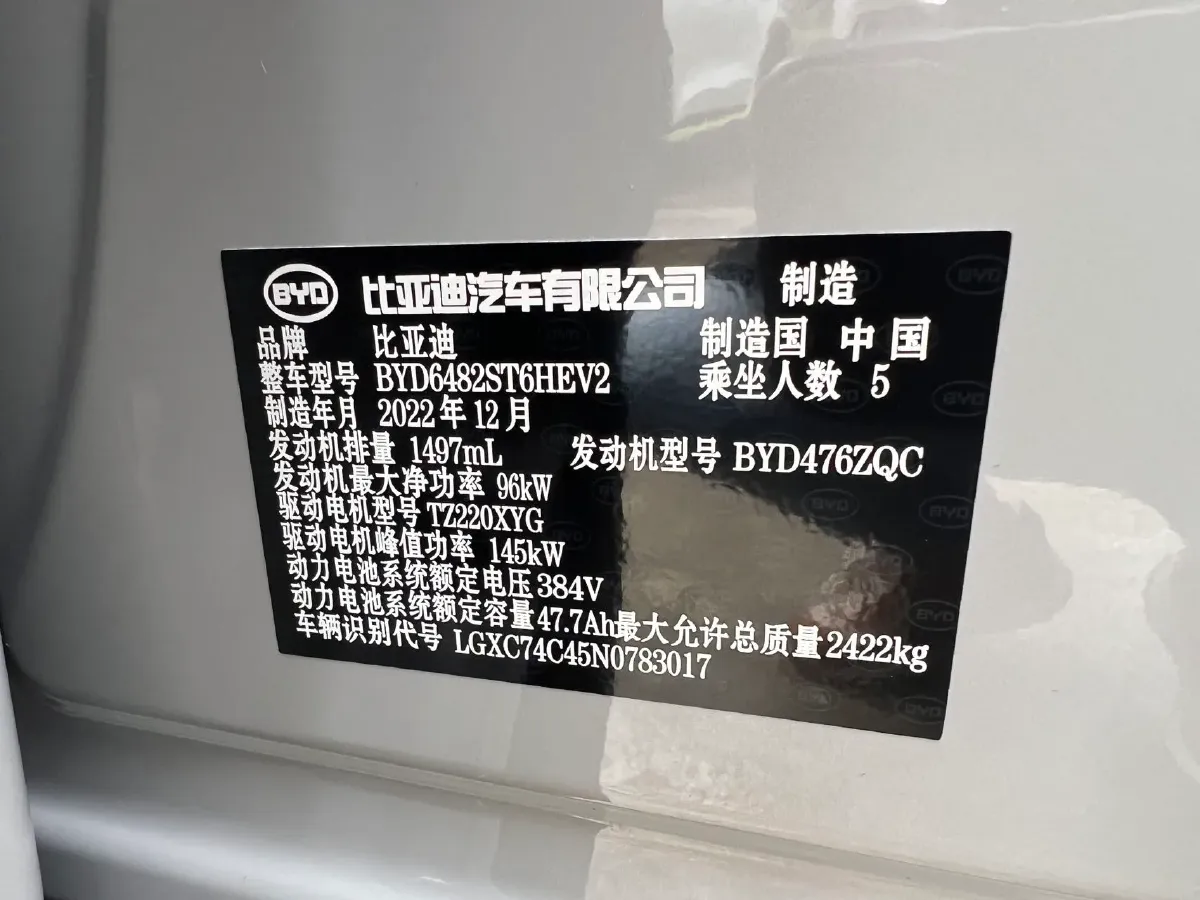 BYD 比亚迪汽车有限公司 制造
品牌 比亚迪 制造国 中国
整车型号 BYD6482ST6HEV2 乘坐人数 5
制造年月 2022年12月
发动机排量 1497mL 发动机型号 BYD476ZQC
发动机最大净功率 96kW
驱动电机型号 TZ220XYG
驱动电机峰值功率 145kW
动力电池系统额定电压 384V
动力电池系统额定容量 47.7Ah 最大允许总质量 2422kg
车辆识别代号 LGXC74C45N0783017